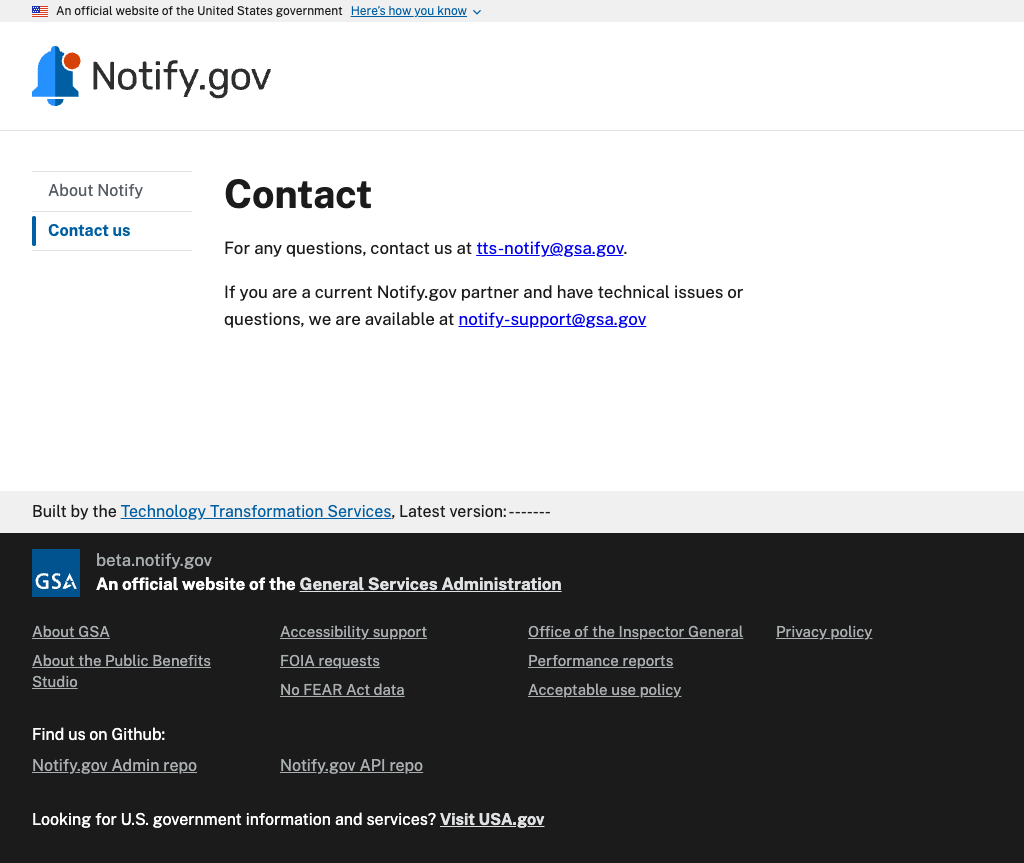 An official website of the United States government Here's how you know
Notify.gov
About Notify
Contact us
Contact
For any questions, contact us at tts-notify@gsa.gov.
If you are a current Notify.gov partner and have technical issues or
questions, we are available at notify-support@gsa.gov
Built by the Technology Transformation Services, Latest version:-------
GSA
beta.notify.gov
An official website of the General Services Administration
About GSA
About the Public Benefits
Studio
Accessibility support
FOIA requests
No FEAR Act data
Office of the Inspector General
Performance reports
Acceptable use policy
Privacy policy
Find us on Github:
Notify.gov Admin repo
Notify.gov API repo
Looking for U.S. government information and services? Visit USA.gov